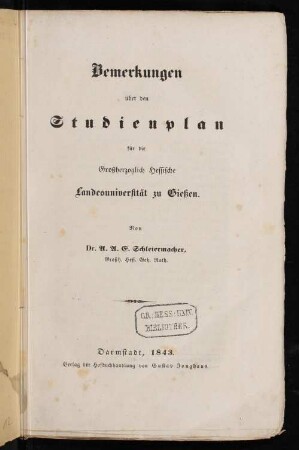 Bemerkungen
über den
Studienplan
für die
Großherzoglich Hessische
Landesuniversität zu Gießen.
Von
Dr. A. A. E. Schleiermacher,
Großh. Hess. Geh. Rath.
GR: HESS: UNIV.
BIBLIOTHEK.
Darmstadt, 1843.
Verlag der Hofbuchhandlung von Gustav Jonghaus.